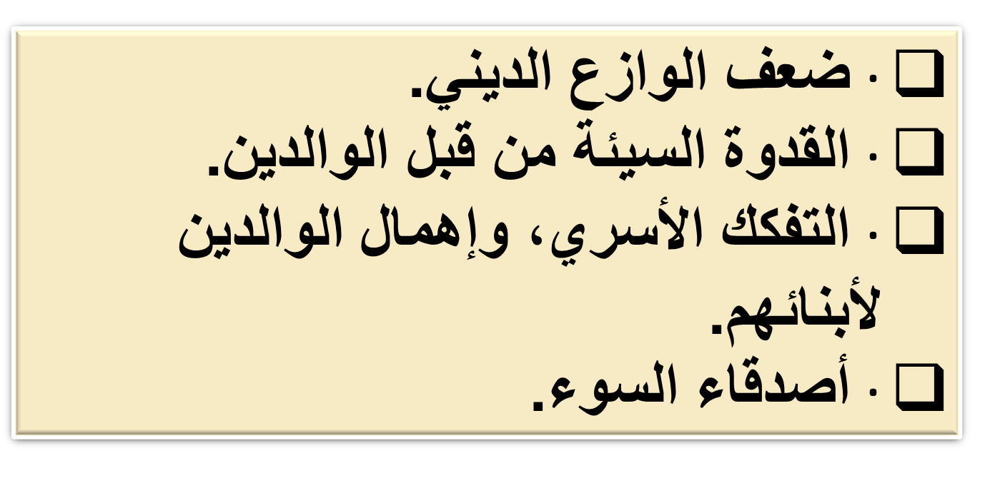 ❑ · ضعف الوازع الديني.
❑ · القدوة السيئة من قبل الوالدين.
❑ · التفكك الأسري، وإهمال الوالدين
لأبنائهم.
❑ · أصدقاء السوء.